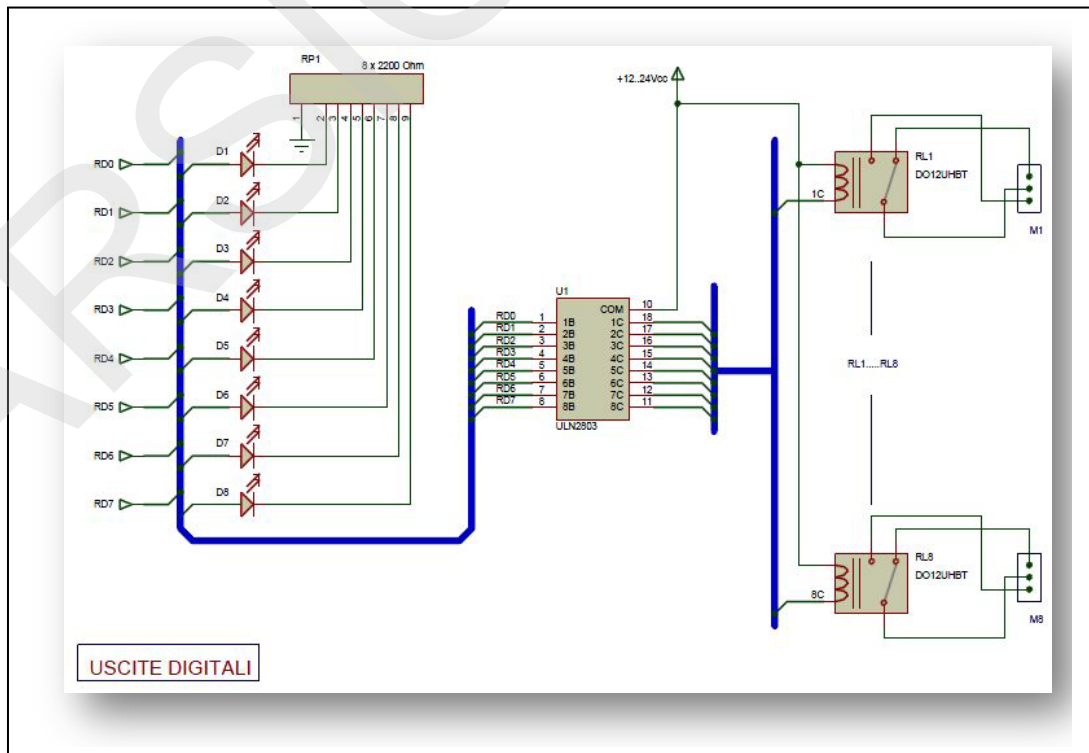 RP1
8 x 2200 Ohm
1 2 3 4 5 6 7 8 9
+12..24Vcc
RD0
D1
RD1
D2
RD2
D3
RD3
D4
RD4
D5
RD5
D6
RD6
D7
RD7
D8
U1
COM 10
RD0 1 1B 1C 18
RD1 2 2B 2C 17
RD2 3 3B 3C 16
RD3 4 4B 4C 15
RD4 5 5B 5C 14
RD5 6 6B 6C 13
RD6 7 7B 7C 12
RD7 8 8B 8C 11
ULN2803
RL1
DO12UHBT
1C
M1
RL1.....RL8
RL8
DO12UHBT
8C
M8
USCITE DIGITALI